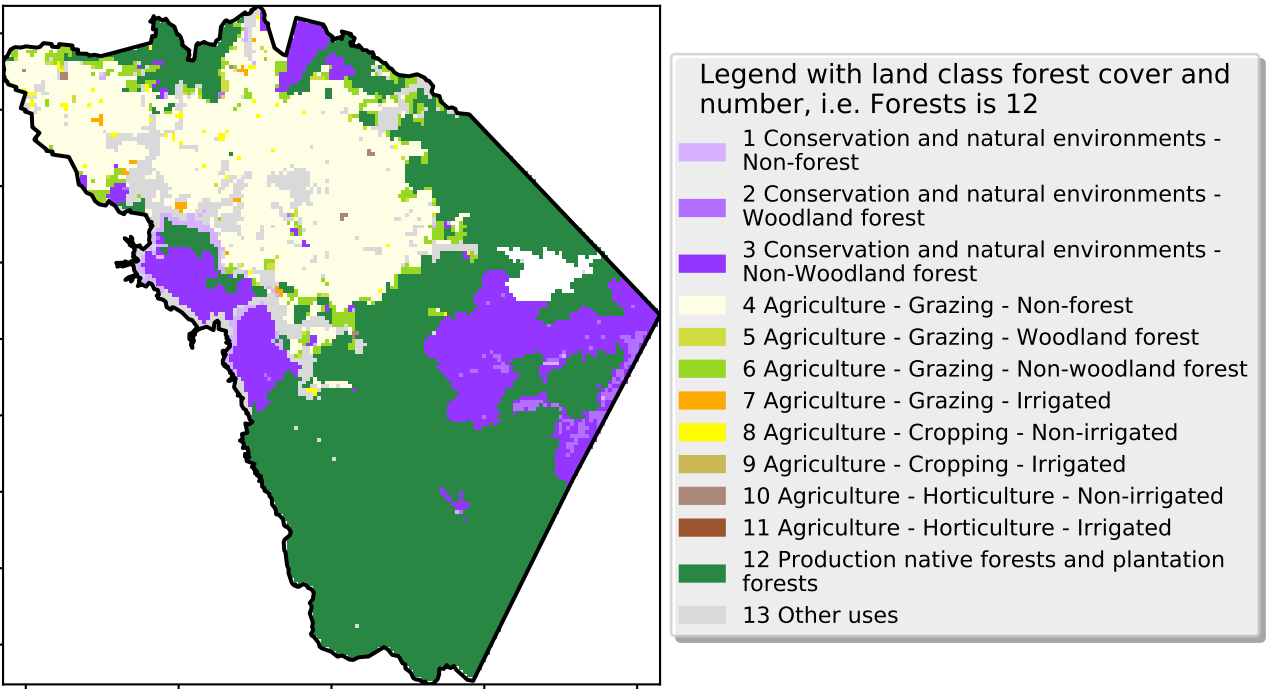 Legend with land class forest cover and
number, i.e. Forests is 12
1 Conservation and natural environments -
Non-forest
2 Conservation and natural environments -
Woodland forest
3 Conservation and natural environments -
Non-Woodland forest
4 Agriculture - Grazing - Non-forest
5 Agriculture - Grazing - Woodland forest
6 Agriculture - Grazing - Non-woodland forest
7 Agriculture - Grazing - Irrigated
8 Agriculture - Cropping - Non-irrigated
9 Agriculture - Cropping - Irrigated
10 Agriculture - Horticulture - Non-irrigated
11 Agriculture - Horticulture - Irrigated
12 Production native forests and plantation
forests
13 Other uses